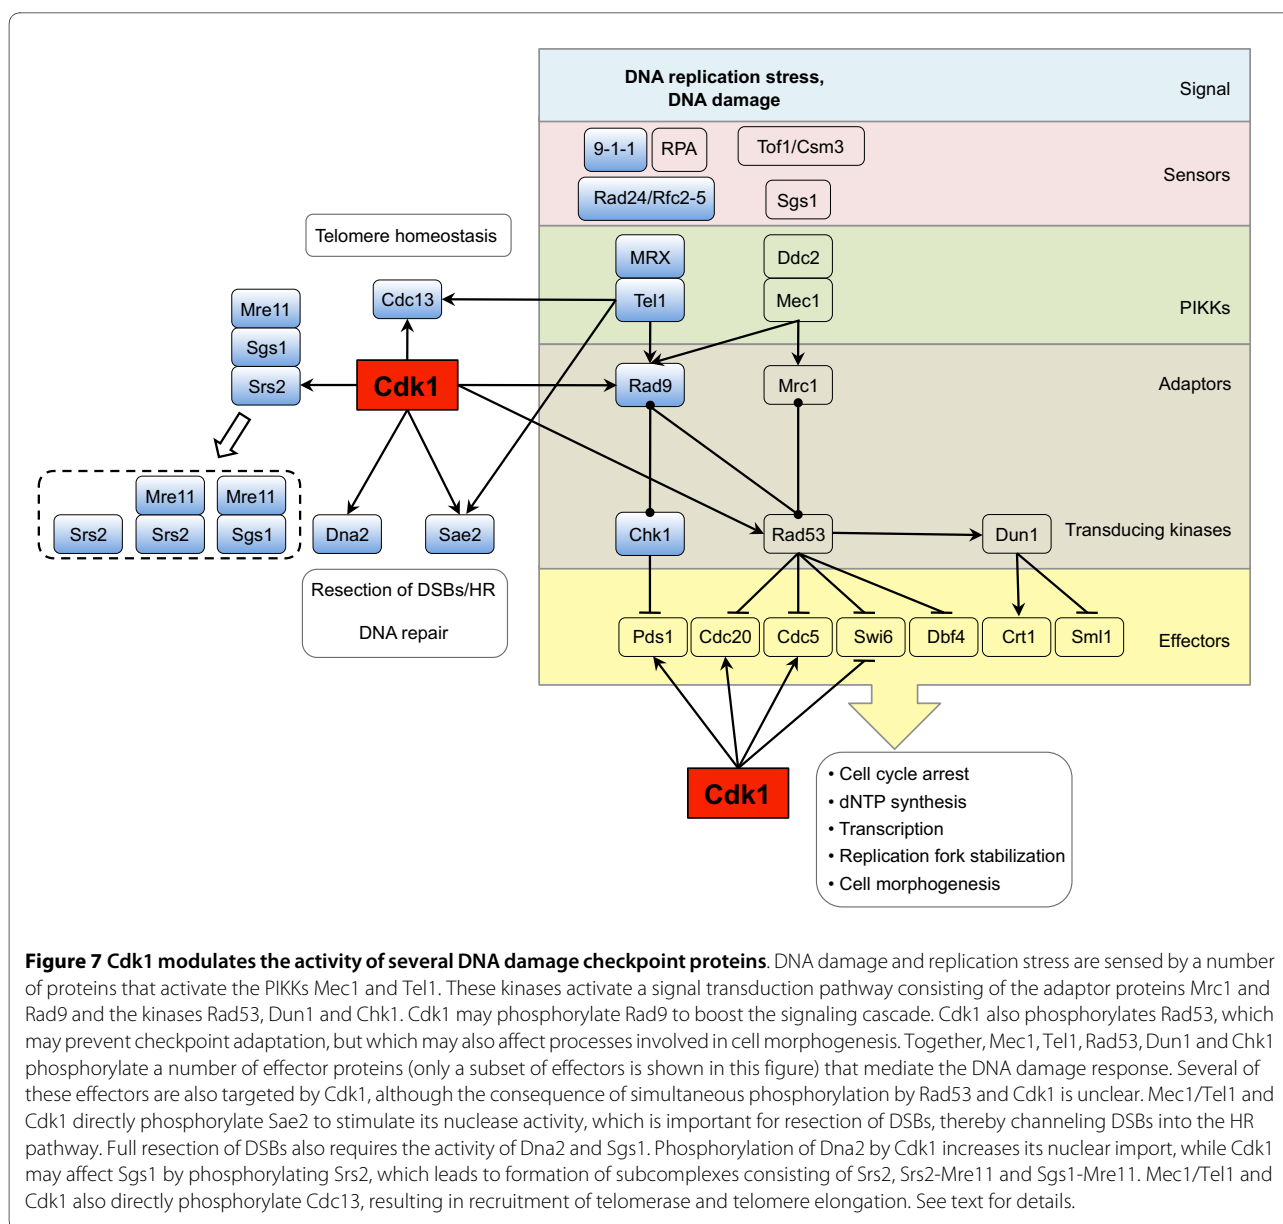 DNA replication stress,
DNA damage
Signal
9-1-1
RPA
Tof1/Csm3
Sensors
Rad24/Rfc2-5
Sgs1
Telomere homeostasis
MRX
Ddc2
Cdc13
Tel1
Mec1
PIKKs
Mre11
Sgs1
Srs2
Cdk1
Rad9
Mrc1
Adaptors
Mre11
Mre11
Srs2
Srs2
Sgs1
Dna2
Sae2
Chk1
Rad53
Dun1
Transducing kinases
Resection of DSBs/HR
DNA repair
Pds1
Cdc20
Cdc5
Swi6
Dbf4
Crt1
Sml1
Effectors
Cdk1
• Cell cycle arrest
• dNTP synthesis
• Transcription
• Replication fork stabilization
• Cell morphogenesis
Figure 7 Cdk1 modulates the activity of several DNA damage checkpoint proteins. DNA damage and replication stress are sensed by a number
of proteins that activate the PIKKs Mec1 and Tel1. These kinases activate a signal transduction pathway consisting of the adaptor proteins Mrc1 and
Rad9 and the kinases Rad53, Dun1 and Chk1. Cdk1 may phosphorylate Rad9 to boost the signaling cascade. Cdk1 also phosphorylates Rad53, which
may prevent checkpoint adaptation, but which may also affect processes involved in cell morphogenesis. Together, Mec1, Tel1, Rad53, Dun1 and Chk1
phosphorylate a number of effector proteins (only a subset of effectors is shown in this figure) that mediate the DNA damage response. Several of
these effectors are also targeted by Cdk1, although the consequence of simultaneous phosphorylation by Rad53 and Cdk1 is unclear. Mec1/Tel1 and
Cdk1 directly phosphorylate Sae2 to stimulate its nuclease activity, which is important for resection of DSBs, thereby channeling DSBs into the HR
pathway. Full resection of DSBs also requires the activity of Dna2 and Sgs1. Phosphorylation of Dna2 by Cdk1 increases its nuclear import, while Cdk1
may affect Sgs1 by phosphorylating Srs2, which leads to formation of subcomplexes consisting of Srs2, Srs2-Mre11 and Sgs1-Mre11. Mec1/Tel1 and
Cdk1 also directly phosphorylate Cdc13, resulting in recruitment of telomerase and telomere elongation. See text for details.